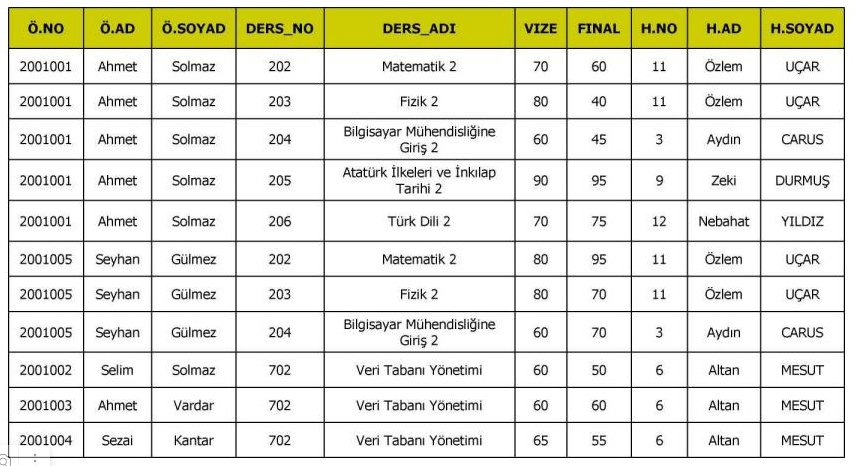 Ö.NO Ö.AD Ö.SOYAD DERS_NO DERS_ADI VIZE FINAL H.NO H.AD H.SOYAD
2001001 Ahmet Solmaz 202 Matematik 2 70 60 11 Özlem UÇAR
2001001 Ahmet Solmaz 203 Fizik 2 80 40 11 Özlem UÇAR
2001001 Ahmet Solmaz 204 Bilgisayar Mühendisliğine
Giriş 2 60 45 3 Aydın CARUS
2001001 Ahmet Solmaz 205 Atatürk İlkeleri ve İnkılap
Tarihi 2 90 95 9 Zeki DURMUŞ
2001001 Ahmet Solmaz 206 Türk Dili 2 70 75 12 Nebahat YILDIZ
2001005 Seyhan Gülmez 202 Matematik 2 80 95 11 Özlem UÇAR
2001005 Seyhan Gülmez 203 Fizik 2 80 70 11 Özlem UÇAR
2001005 Seyhan Gülmez 204 Bilgisayar Mühendisliğine
Giriş 2 60 70 3 Aydın CARUS
2001002 Selim Solmaz 702 Veri Tabanı Yönetimi 60 50 6 Altan MESUT
2001003 Ahmet Vardar 702 Veri Tabanı Yönetimi 60 60 6 Altan MESUT
2001004 Sezai Kantar 702 Veri Tabanı Yönetimi 65 55 6 Altan MESUT